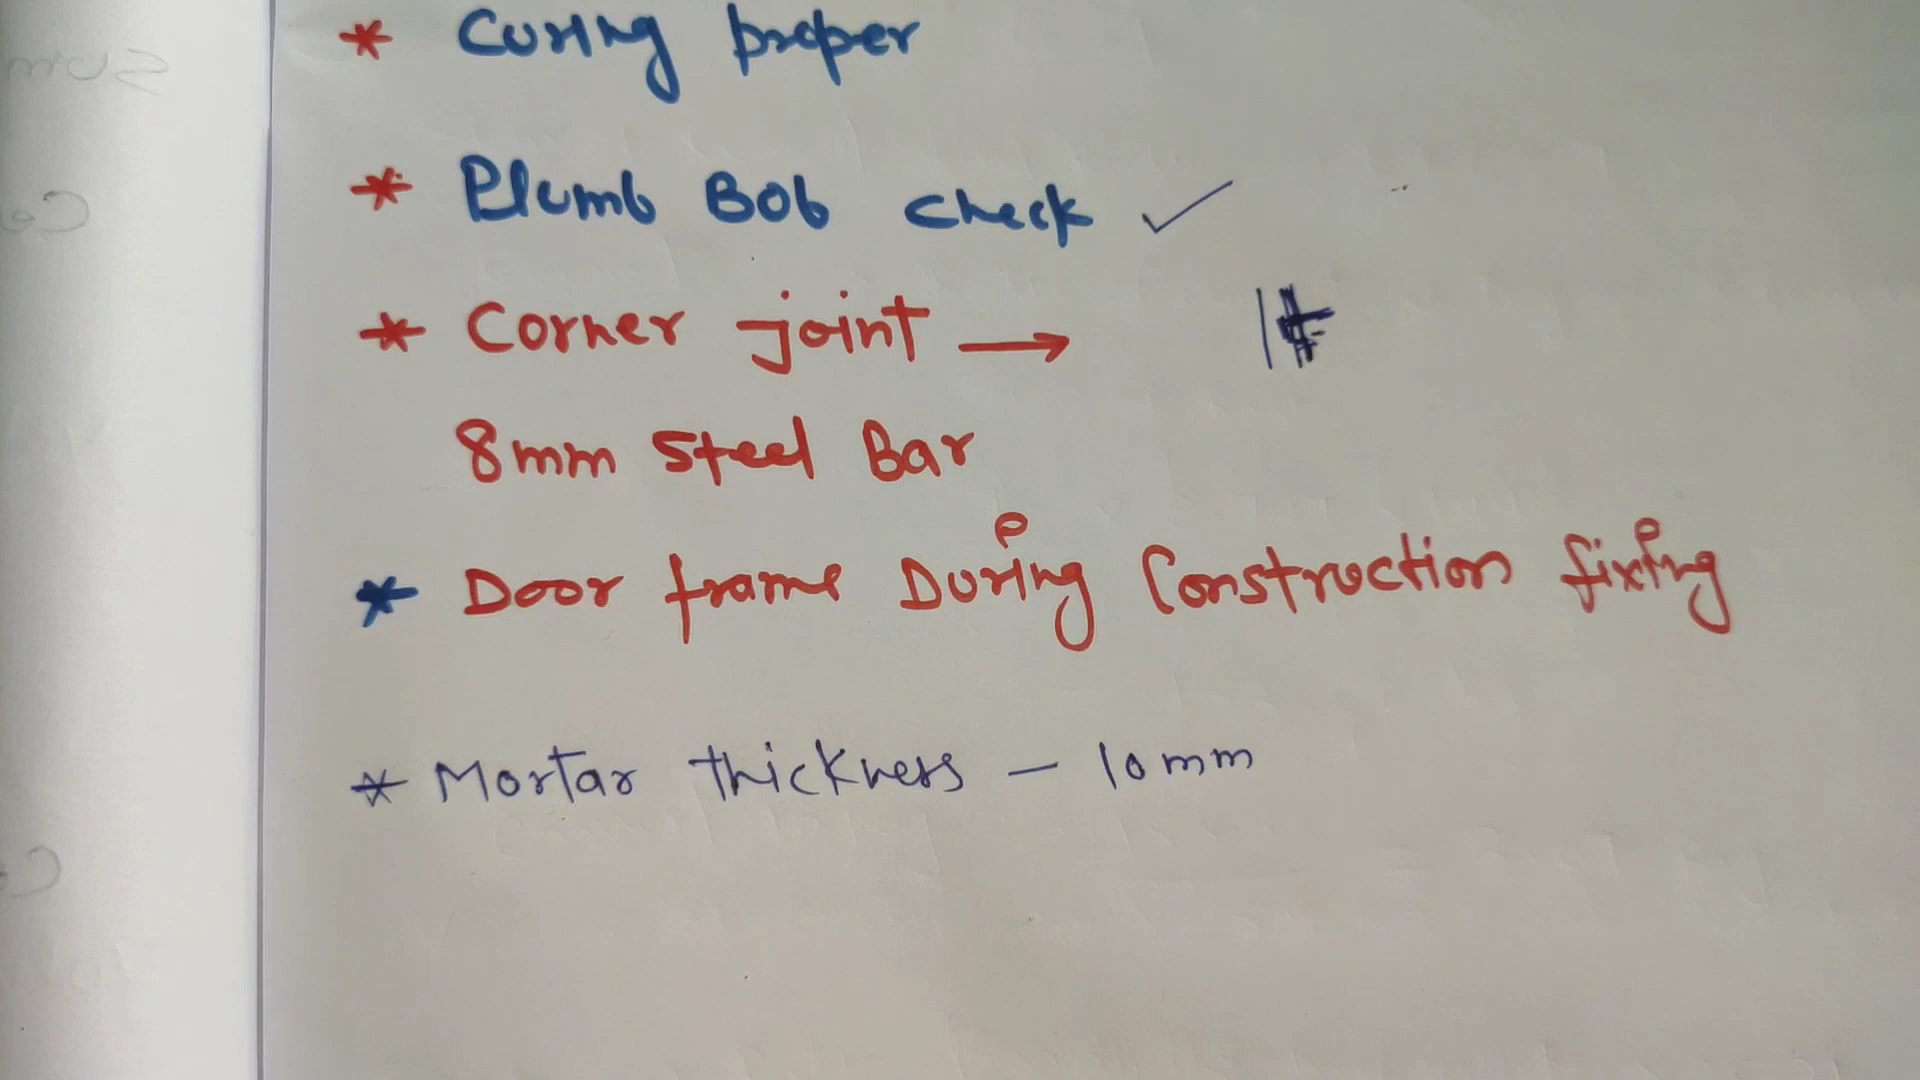 * Curing proper
* Plumb Bob check ✓
* Corner joint →
8mm Steel Bar
* Door frame During Construction fixing
* Mortar thickness - 10mm